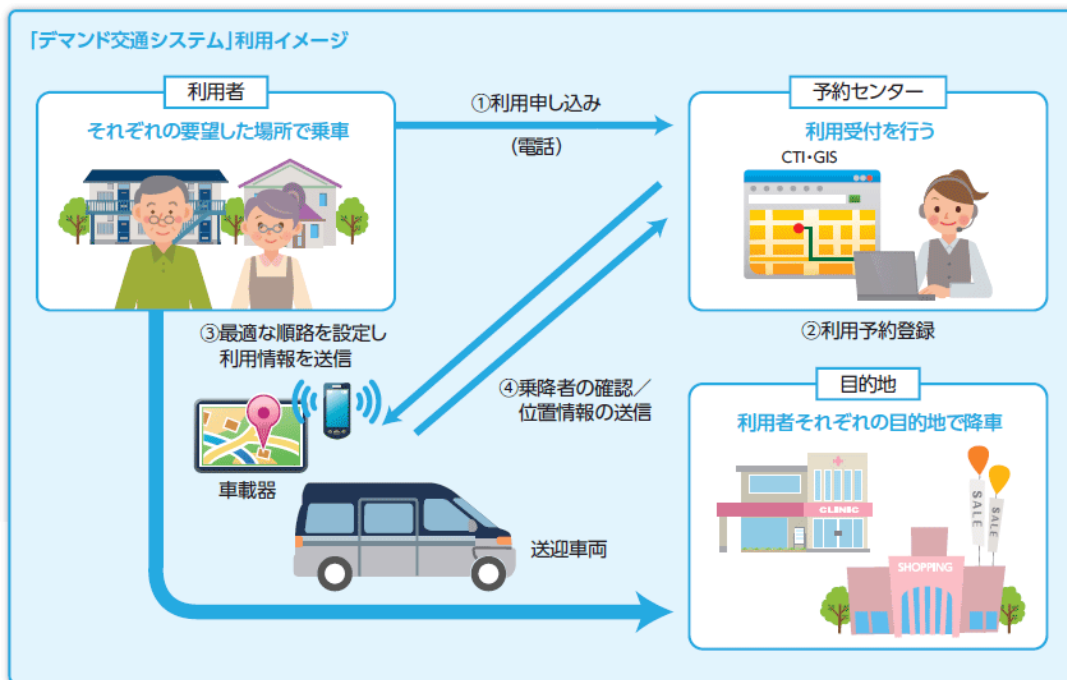 「デマンド交通システム」利用イメージ
利用者
それぞれの要望した場所で乗車
①利用申し込み
(電話)
予約センター
利用受付を行う
CTI・GIS
②利用予約登録
③最適な順路を設定し
利用情報を送信
④乗降者の確認/
位置情報の送信
車載器
送迎車両
目的地
利用者それぞれの目的地で降車
CLINIC
SALE
SALE
SHOPPING